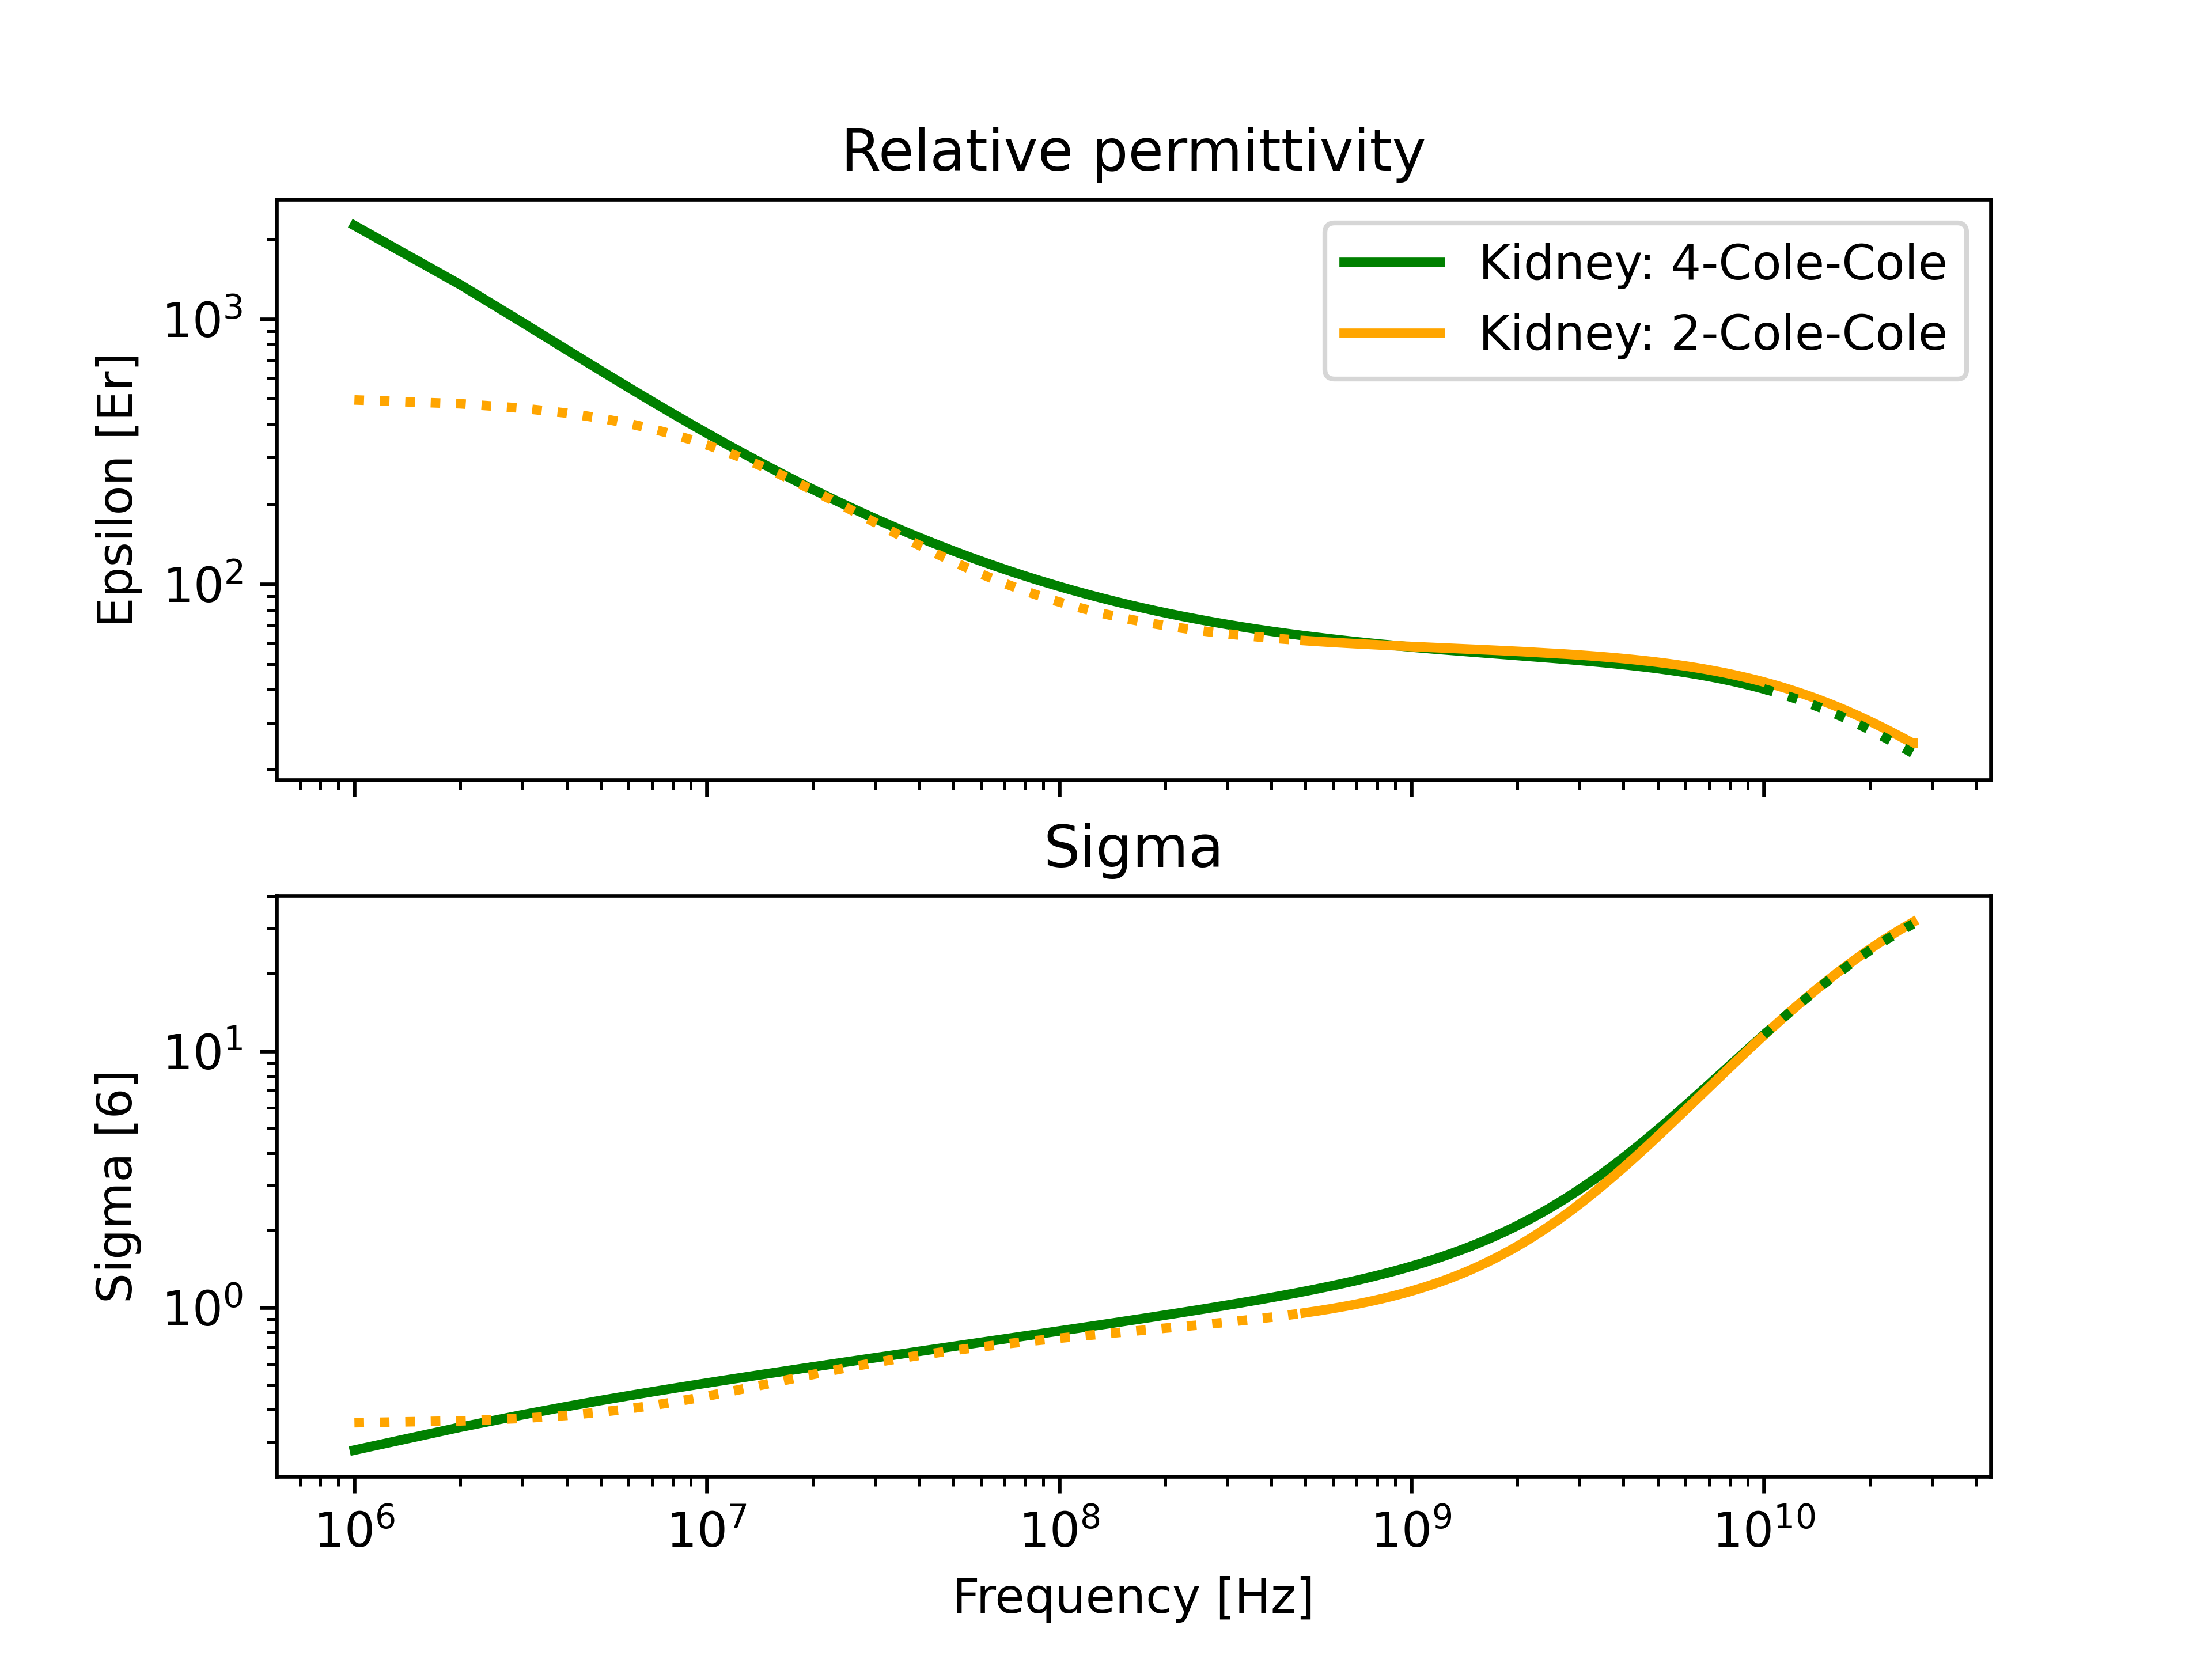 Relative permittivity
Kidney: 4-Cole-Cole
Kidney: 2-Cole-Cole
Epsilon [Er]
10³
10²
Sigma
Sigma [6]
10¹
10⁰
10⁶ 10⁷ 10⁸ 10⁹ 10¹⁰
Frequency [Hz]